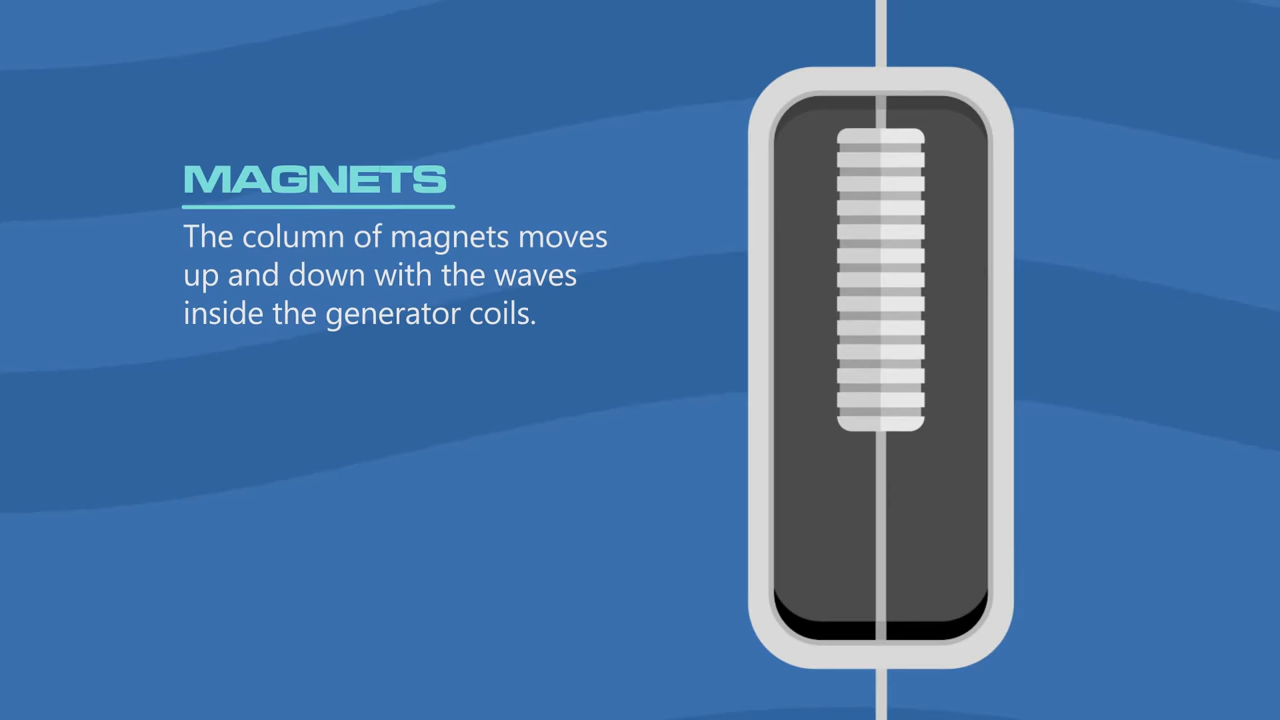 MAGNETS
The column of magnets moves
up and down with the waves
inside the generator coils.